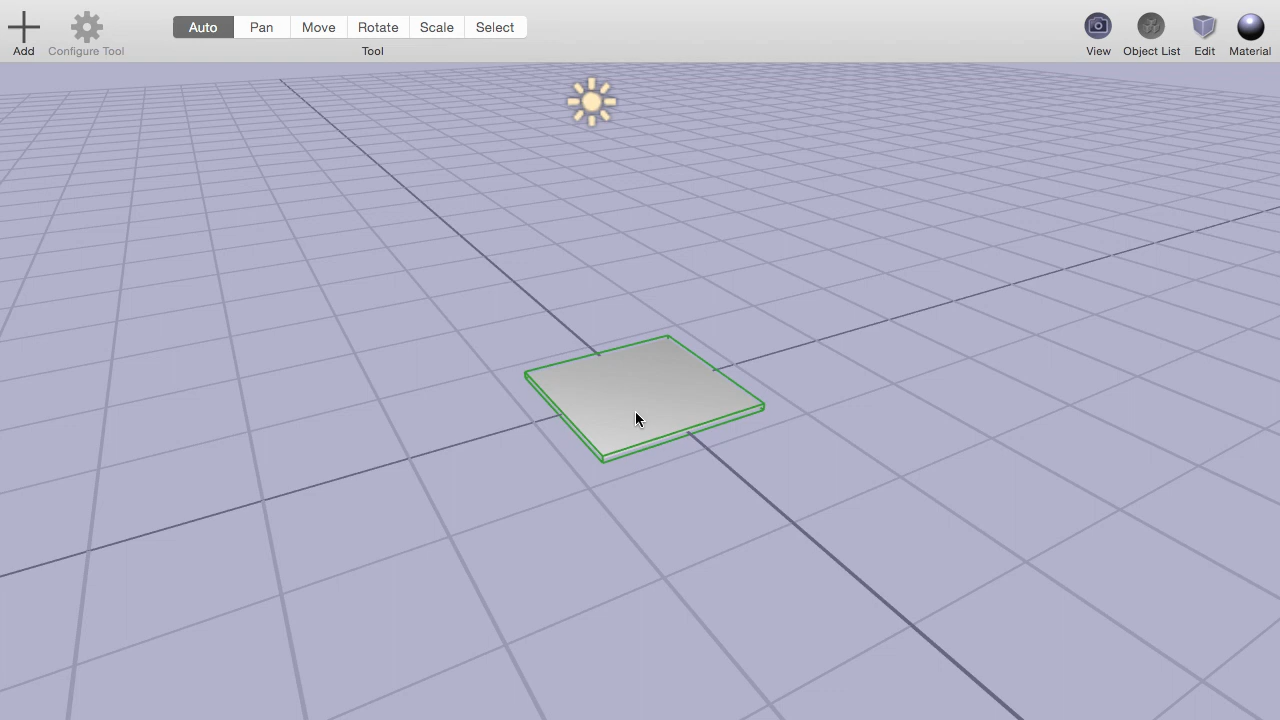 Add
Configure Tool
Auto
Pan
Move
Rotate
Scale
Select
Tool
View
Object List
Edit
Material